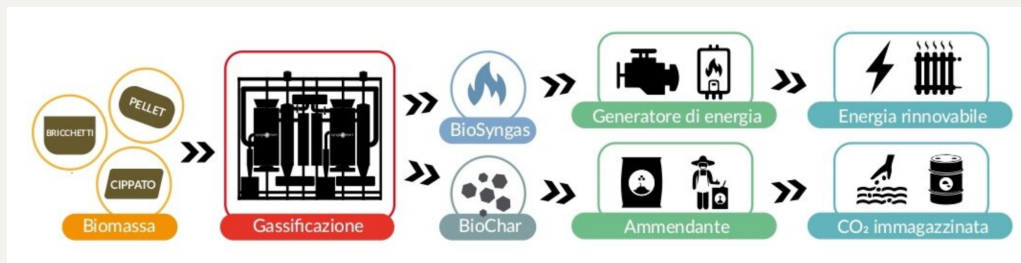 BRICCHETTI
PELLET
CIPPATO
Biomassa
Gassificazione
BioSyngas
BioChar
Generatore di energia
Ammendante
Energia rinnovabile
CO₂ immagazzinata